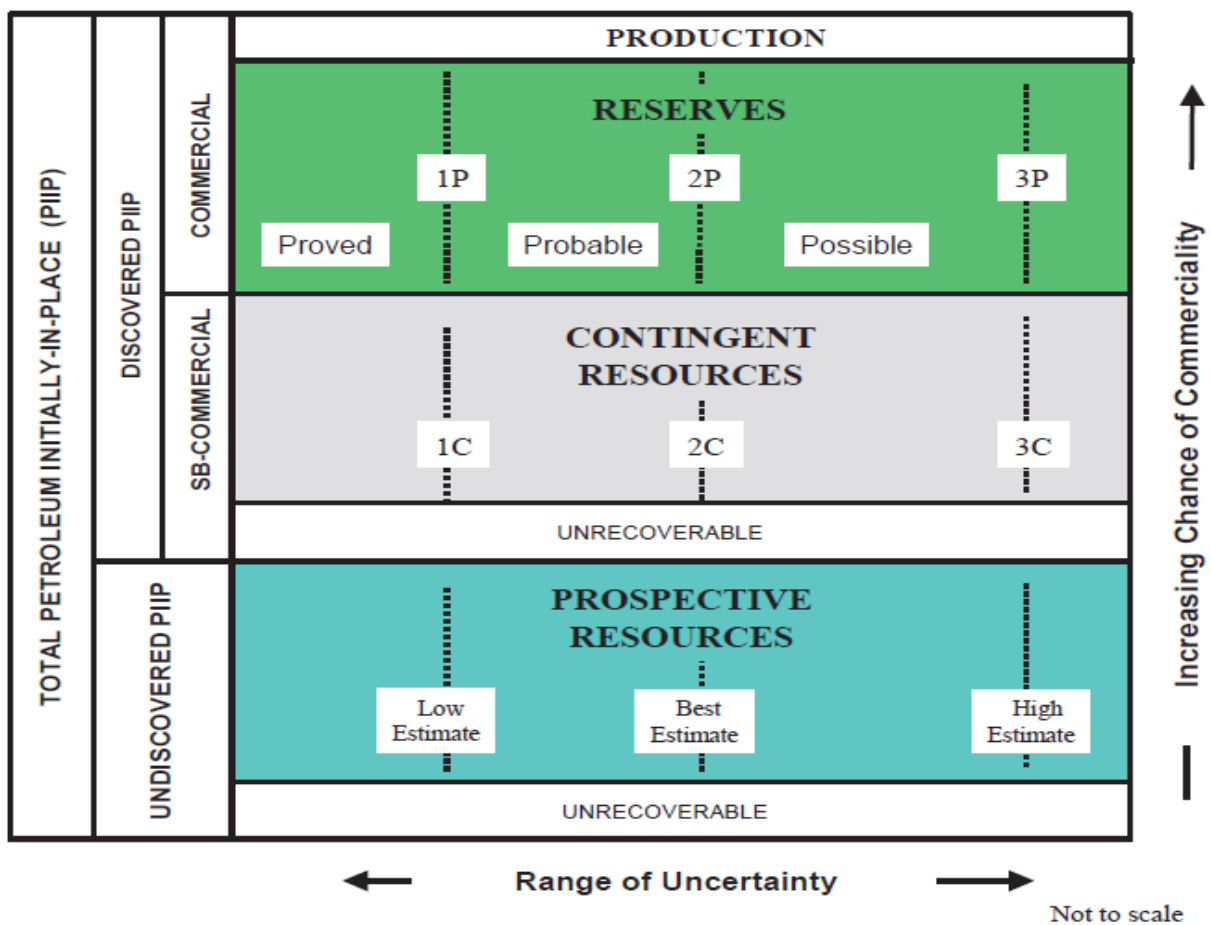 TOTAL PETROLEUM INITIALLY-IN-PLACE (PIIP)
DISCOVERED PIIP
UNDISCOVERED PIIP
COMMERCIAL
SB-COMMERCIAL
PRODUCTION
RESERVES
1P
2P
3P
Proved
Probable
Possible
CONTINGENT
RESOURCES
1C
2C
3C
UNRECOVERABLE
PROSPECTIVE
RESOURCES
Low
Estimate
Best
Estimate
High
Estimate
UNRECOVERABLE
Increasing Chance of Commerciality
Range of Uncertainty
Not to scale